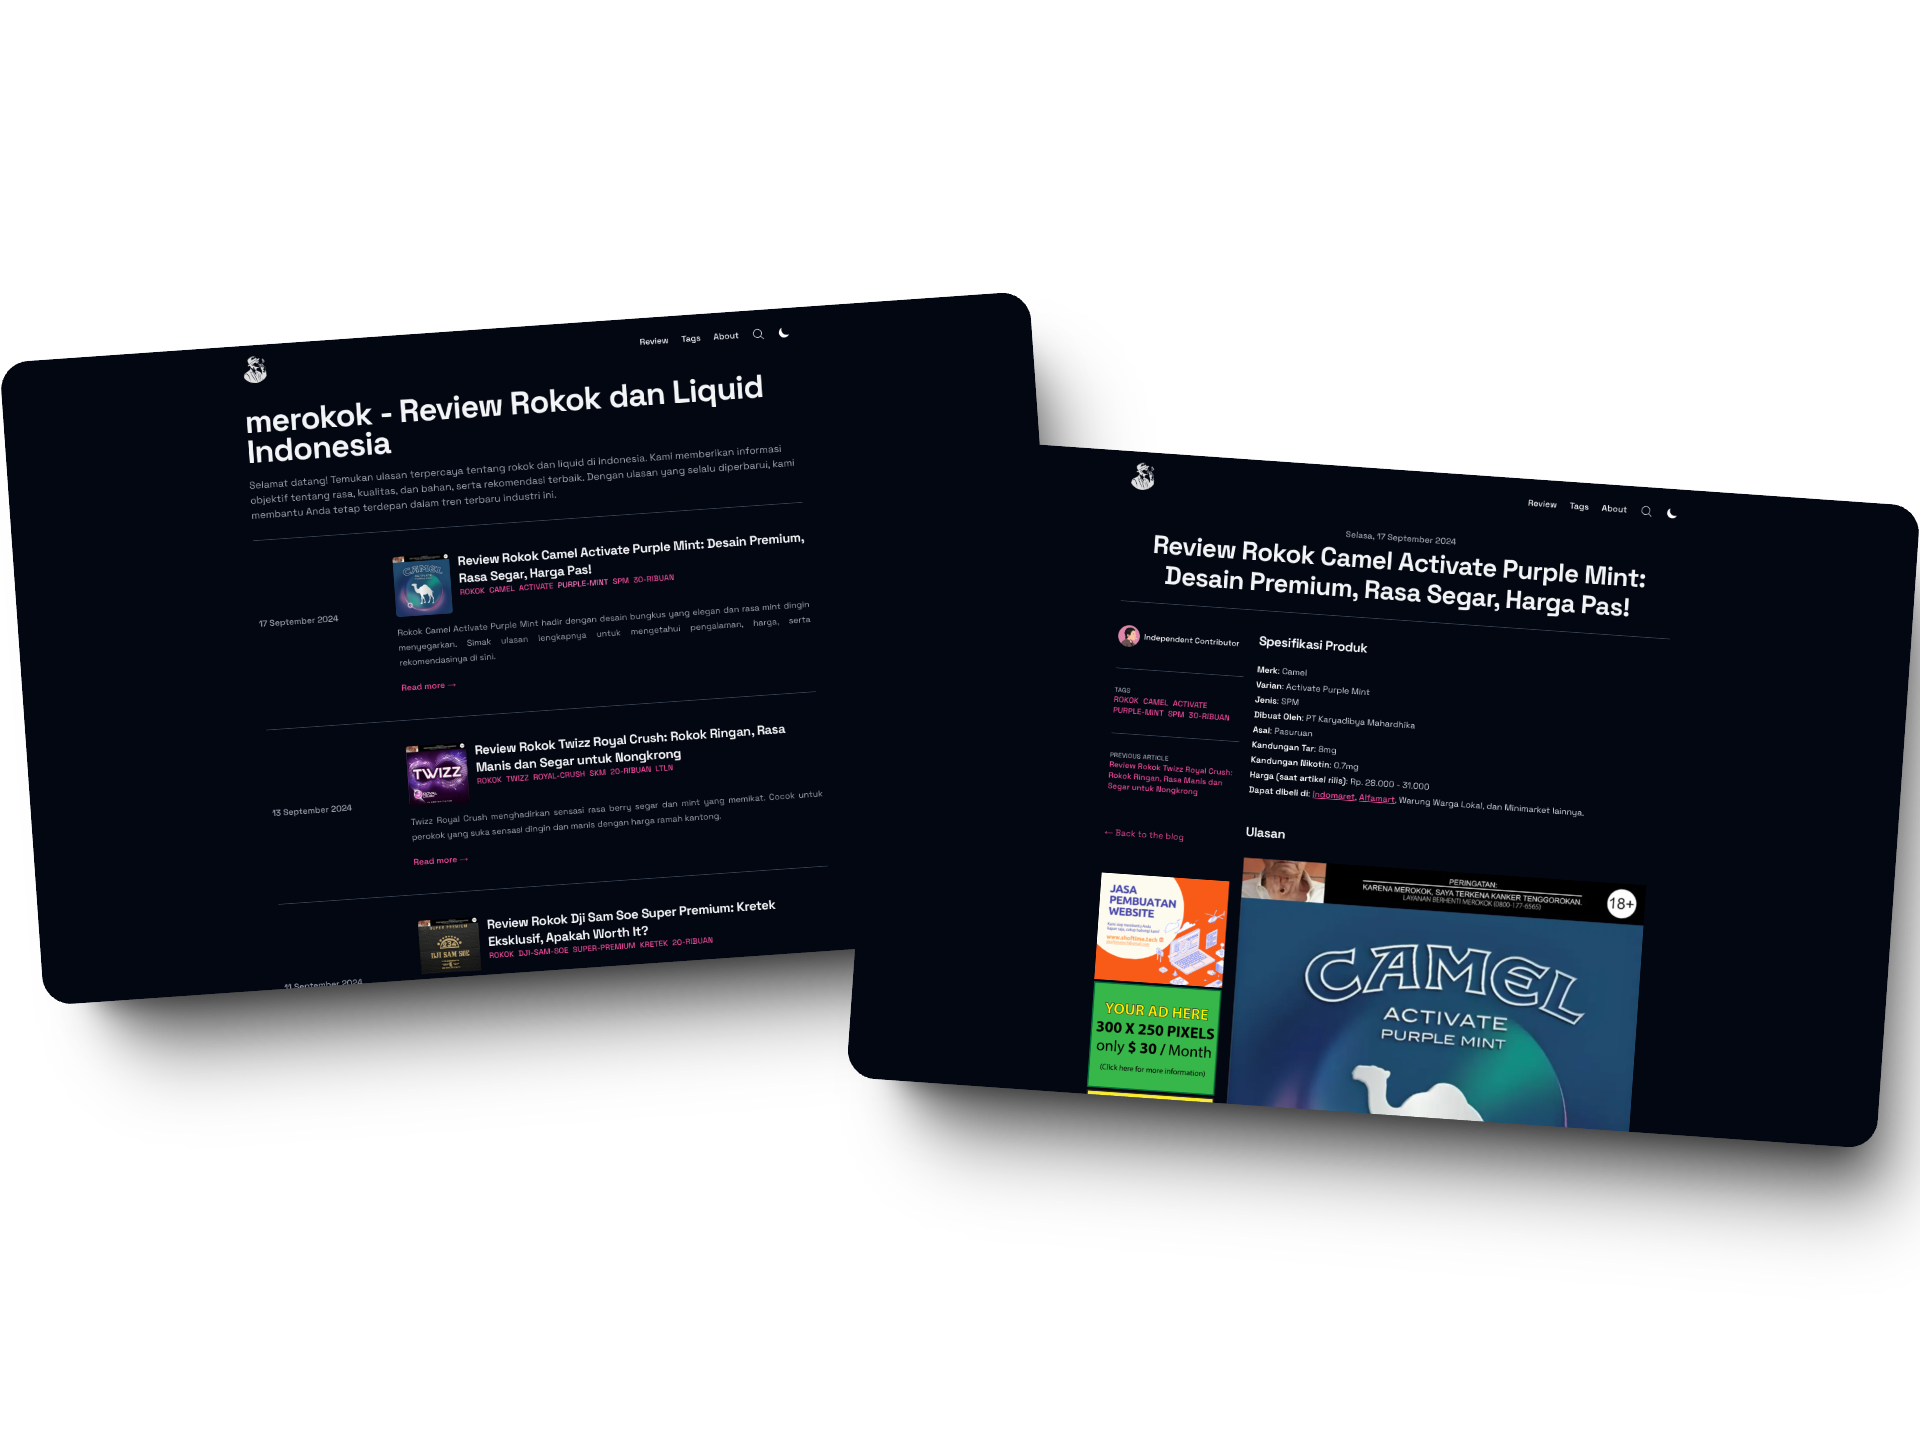 Review Tags About
merokok - Review Rokok dan Liquid
Indonesia
Selamat datang! Temukan ulasan terpercaya tentang rokok dan liquid di Indonesia. Kami memberikan informasi
objektif tentang rasa, kualitas, dan bahan, serta rekomendasi terbaik. Dengan ulasan yang selalu diperbarui, kami
membantu Anda tetap terdepan dalam tren terbaru industri ini.
17 September 2024
CAMEL
Review Rokok Camel Activate Purple Mint: Desain Premium,
Rasa Segar, Harga Pas!
ROKOK CAMEL ACTIVATE PURPLE-MINT SPM 30-RIBUAN
Rokok Camel Activate Purple Mint hadir dengan desain bungkus yang elegan dan rasa mint dingin
menyegarkan. Simak ulasan lengkapnya untuk mengetahui pengalaman, harga, serta
rekomendasinya di sini.
Read more →
13 September 2024
TWIZZ
Review Rokok Twizz Royal Crush: Rokok Ringan, Rasa
Manis dan Segar untuk Nongkrong
ROKOK TWIZZ ROYAL-CRUSH SKM 20-RIBUAN LTLN
Twizz Royal Crush menghadirkan sensasi rasa berry segar dan mint yang memikat. Cocok untuk
perokok yang suka sensasi dingin dan manis dengan harga ramah kantong.
Read more →
11 September 2024
SUPER PREMIUM
234
DJI SAM SOE
Review Rokok Dji Sam Soe Super Premium: Kretek
Eksklusif, Apakah Worth It?
ROKOK DJI-SAM-SOE SUPER-PREMIUM KRETEK 20-RIBUAN
Review Tags About
Selasa, 17 September 2024
Review Rokok Camel Activate Purple Mint:
Desain Premium, Rasa Segar, Harga Pas!
Independent Contributor
TAGS
ROKOK CAMEL ACTIVATE
PURPLE-MINT SPM 30-RIBUAN
PREVIOUS ARTICLE
Review Rokok Twizz Royal Crush:
Rokok Ringan, Rasa Manis dan
Segar untuk Nongkrong
← Back to the blog
JASA
PEMBUATAN
WEBSITE
YOUR AD HERE
300 X 250 PIXELS
only $ 30 / Month
(Click here for more information)
Spesifikasi Produk
Merk: Camel
Varian: Activate Purple Mint
Jenis: SPM
Dibuat Oleh: PT Karyadibya Mahardhika
Asal: Pasuruan
Kandungan Tar: 8mg
Kandungan Nikotin: 0.7mg
Harga (saat artikel rilis): Rp. 28.000 - 31.000
Dapat dibeli di: Indomaret, Alfamart, Warung Warga Lokal, dan Minimarket lainnya.
Ulasan
PERINGATAN:
KARENA MEROKOK, SAYA TERKENA KANKER TENGGOROKAN.
LAYANAN BERHENTI MEROKOK (0800-177-6565)
18+
CAMEL
ACTIVATE
PURPLE MINT